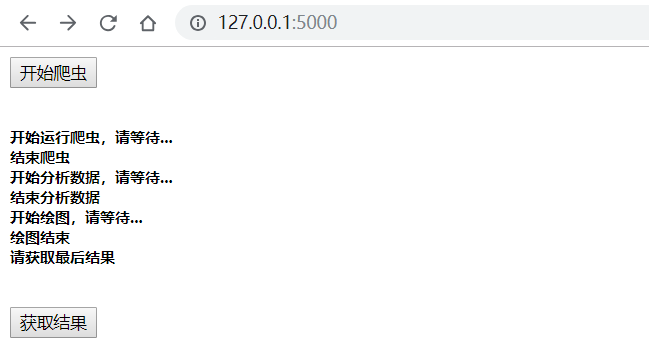 127.0.0.1:5000
开始爬虫
开始运行爬虫，请等待...
结束爬虫
开始分析数据，请等待...
结束分析数据
开始绘图，请等待...
绘图结束
请获取最后结果
获取结果